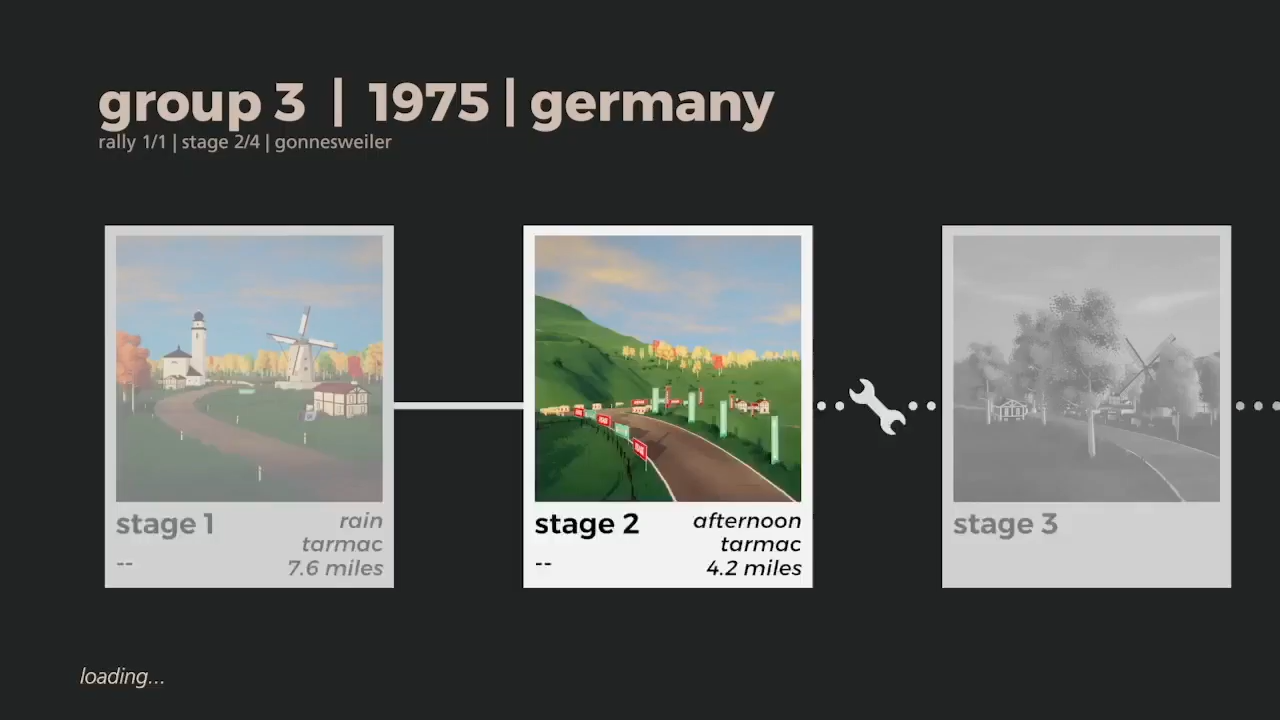 group 3 | 1975 | germany
rally 1/1 | stage 2/4 | gonnesweiler
stage 1
rain
tarmac
--
7.6 miles
stage 2
afternoon
tarmac
--
4.2 miles
stage 3
loading...